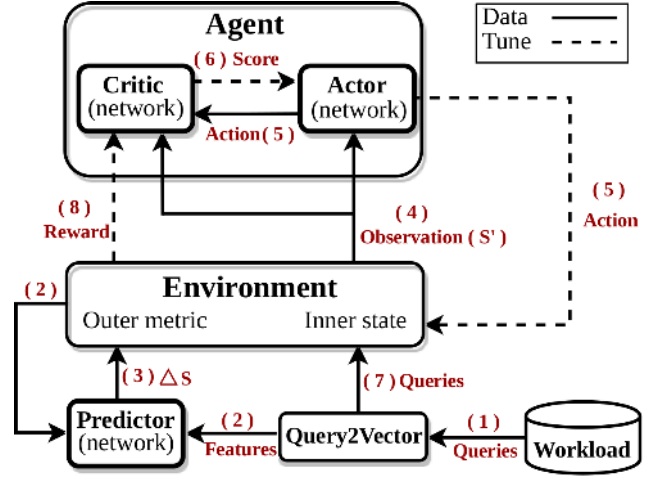 Agent
Data
Tune
( 6 ) Score
Critic
(network)
Actor
(network)
Action ( 5 )
( 8 )
Reward
( 4 )
Observation ( S' )
( 5 )
Action
( 2 )
Environment
Outer metric
Inner state
( 3 ) △ S
( 7 ) Queries
Predictor
(network)
( 2 )
Features
Query2Vector
( 1 )
Queries
Workload